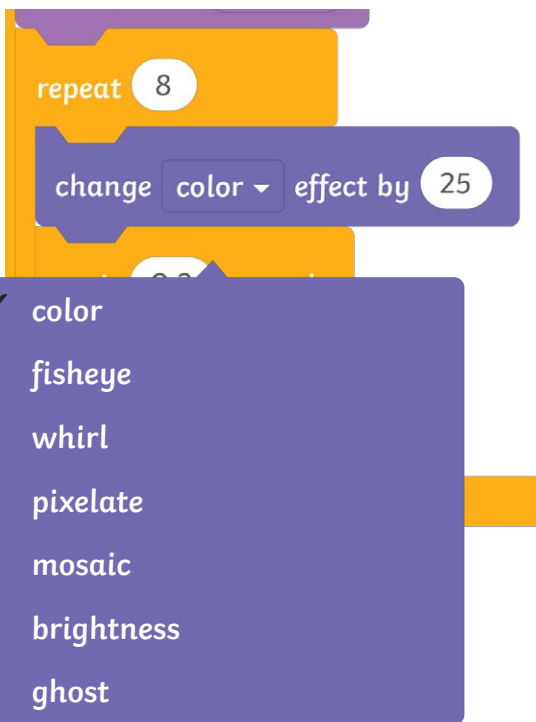 repeat 8
change color effect by 25
color
fisheye
whirl
pixelate
mosaic
brightness
ghost